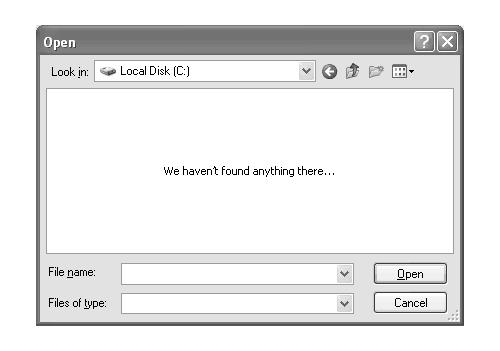 Open
Look in: Local Disk (C:)
We haven't found anything there...
File name: Open
Files of type: Cancel